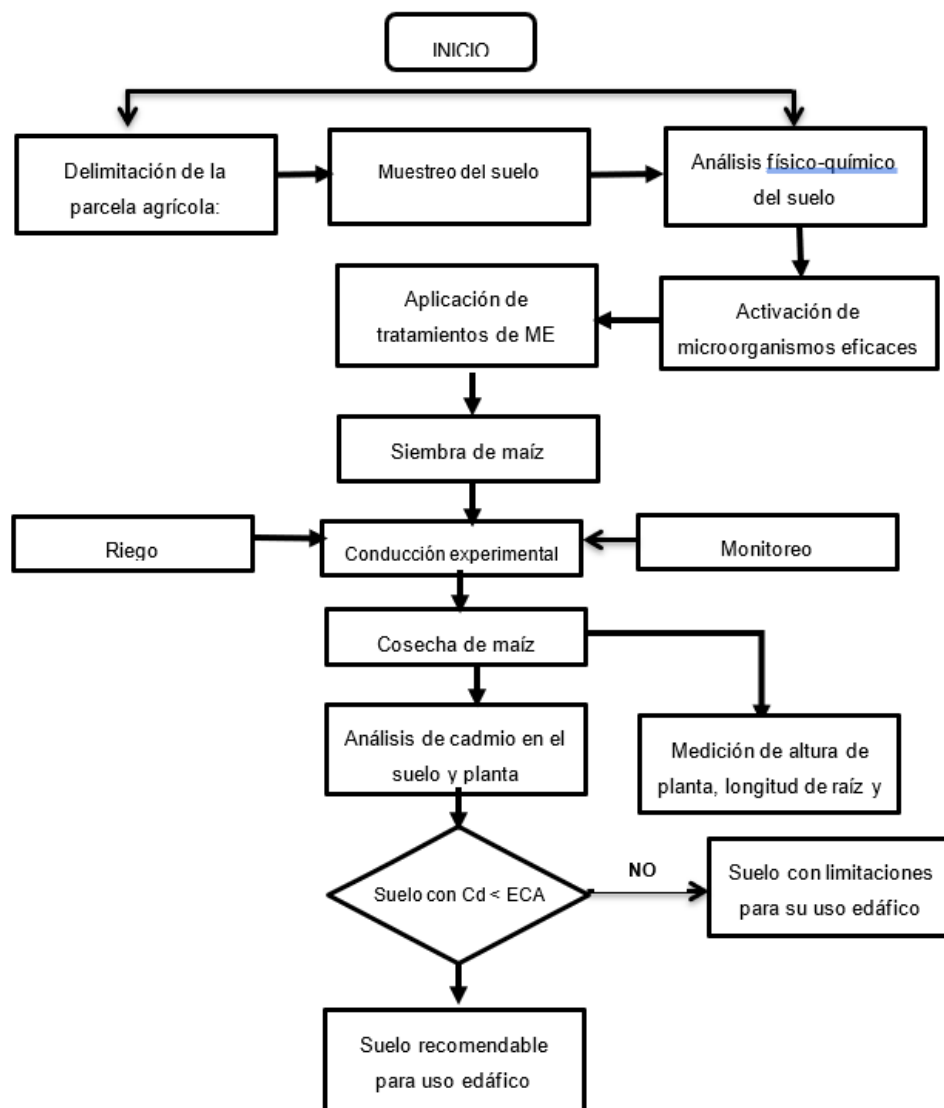 INICIO
Delimitación de la
parcela agrícola:
Muestreo del suelo
Análisis físico-químico
del suelo
Aplicación de
tratamientos de ME
Activación de
microorganismos eficaces
Siembra de maíz
Riego
Conducción experimental
Monitoreo
Cosecha de maíz
Análisis de cadmio en el
suelo y planta
Medición de altura de
planta, longitud de raíz y
Suelo con Cd < ECA
NO
Suelo con limitaciones
para su uso edáfico
Suelo recomendable
para uso edáfico